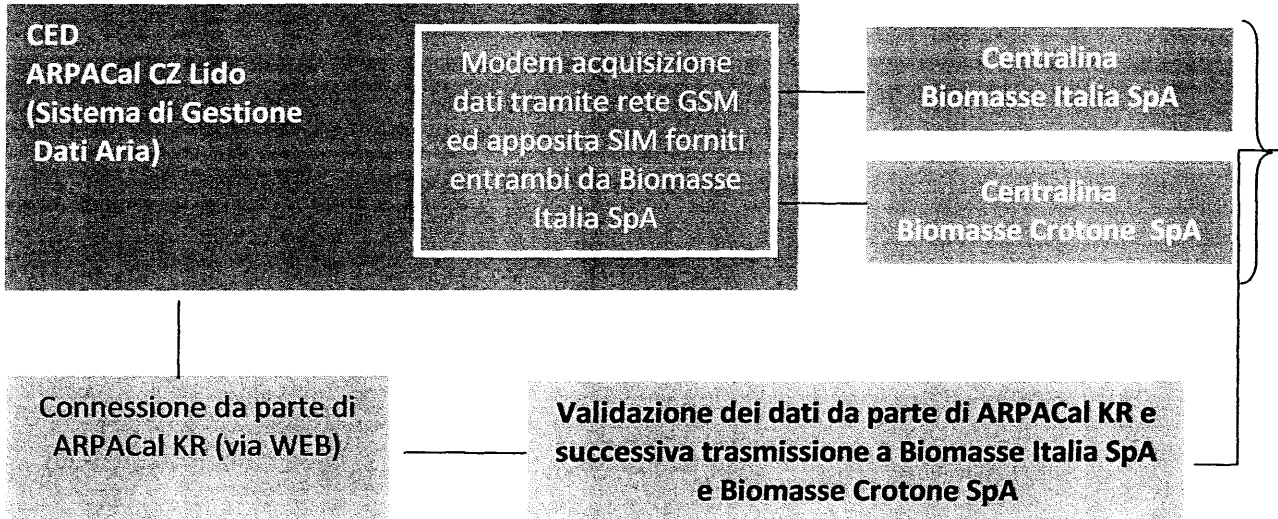 CED
ARPACal CZ Lido
(Sistema di Gestione
Dati Aria)
Modem acquisizione
dati tramite rete GSM
ed apposita SIM forniti
entrambi da Biomasse
Italia SpA
Centralina
Biomasse Italia SpA
Centralina
Biomasse Crotone SpA
Connessione da parte di
ARPACal KR (via WEB)
Validazione dei dati da parte di ARPACal KR e
successiva trasmissione a Biomasse Italia SpA
e Biomasse Crotone SpA